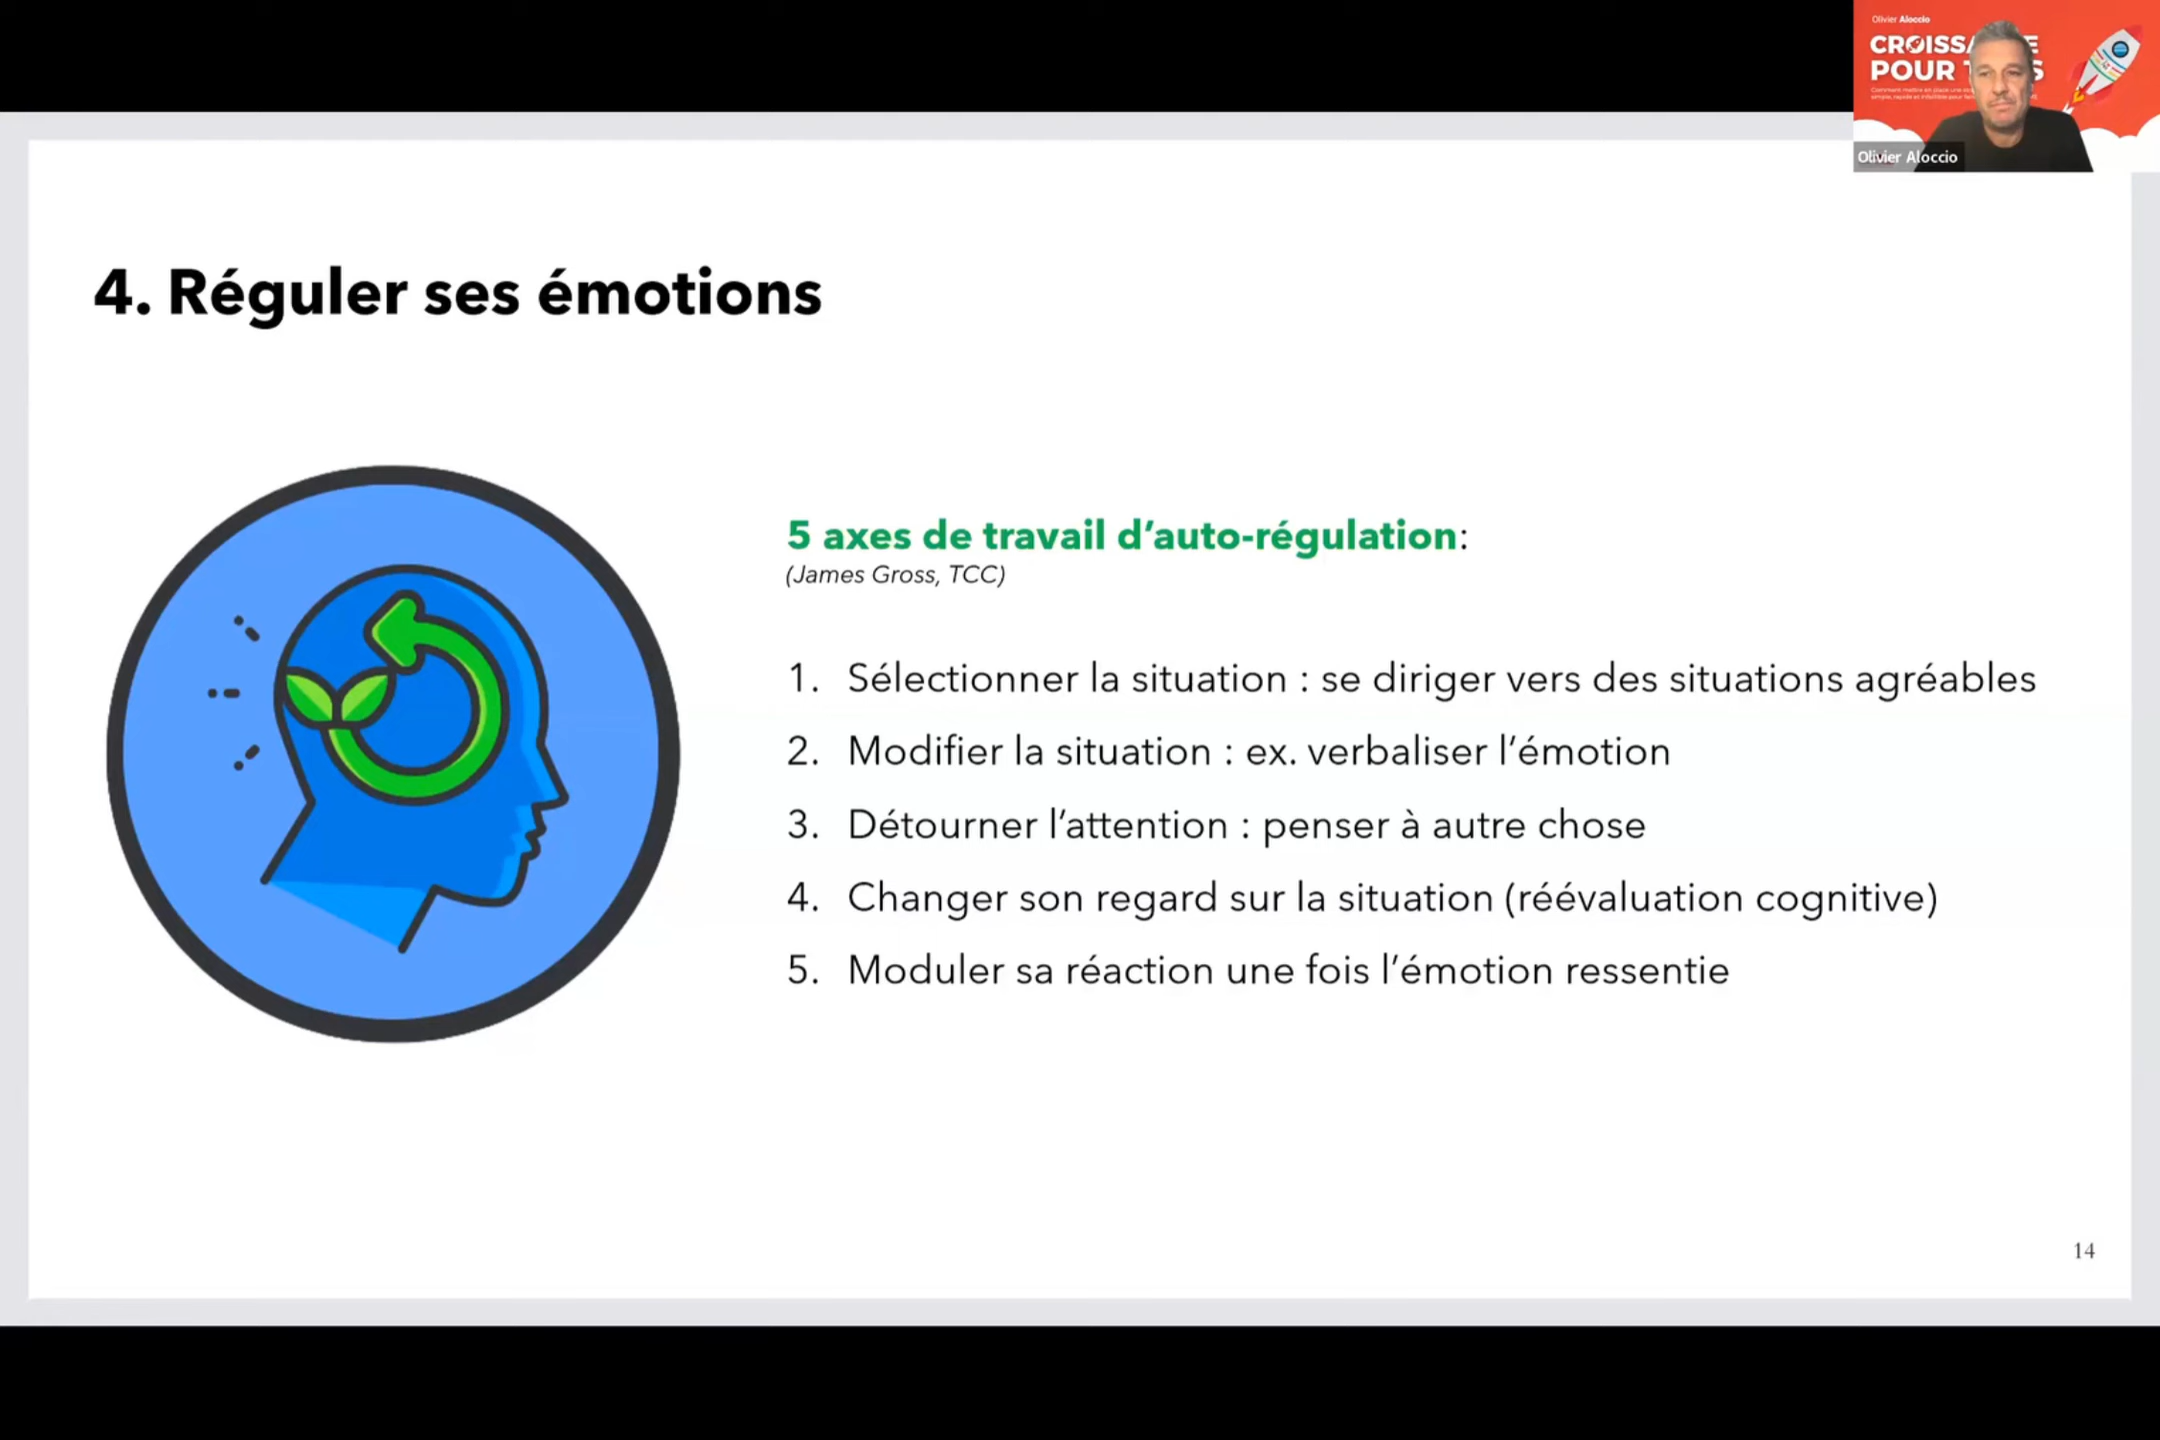 Olivier Aloccio
POUR
Olivier Aloccio
4. Réguler ses émotions
5 axes de travail d’auto-régulation:
(James Gross, TCC)
1. Sélectionner la situation : se diriger vers des situations agréables
2. Modifier la situation : ex. verbaliser l’émotion
3. Détourner l’attention : penser à autre chose
4. Changer son regard sur la situation (réévaluation cognitive)
5. Moduler sa réaction une fois l’émotion ressentie
14